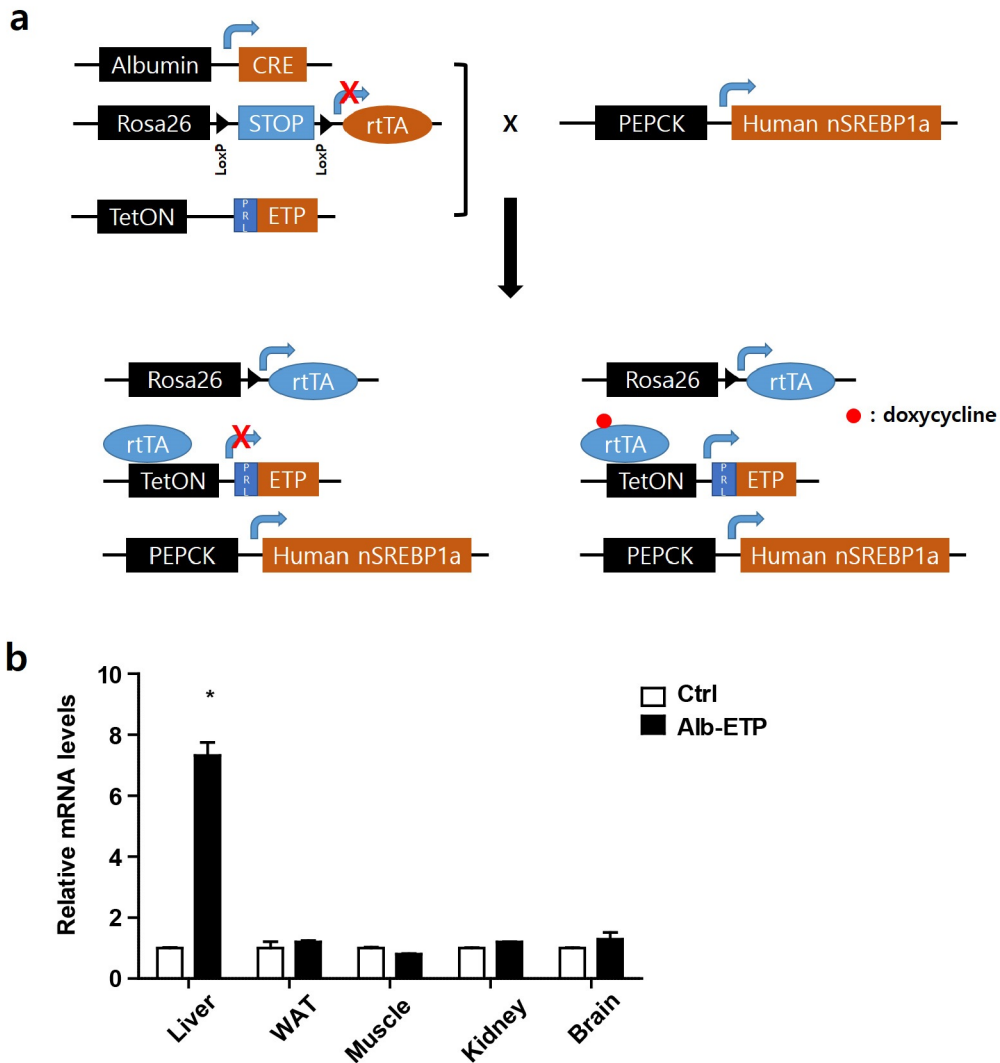 a
Albumin
CRE
Rosa26
STOP
X
rtTA
LoxP
LoxP
X
PEPCK
Human nSREBP1a
TetON
PRL
ETP
Rosa26
rtTA
rtTA
X
TetON
PRL
ETP
PEPCK
Human nSREBP1a
Rosa26
rtTA
: doxycycline
rtTA
TetON
PRL
ETP
PEPCK
Human nSREBP1a
b
Relative mRNA levels
10
8
6
4
2
0
*
Ctrl
Alb-ETP
Liver
WAT
Muscle
Kidney
Brain